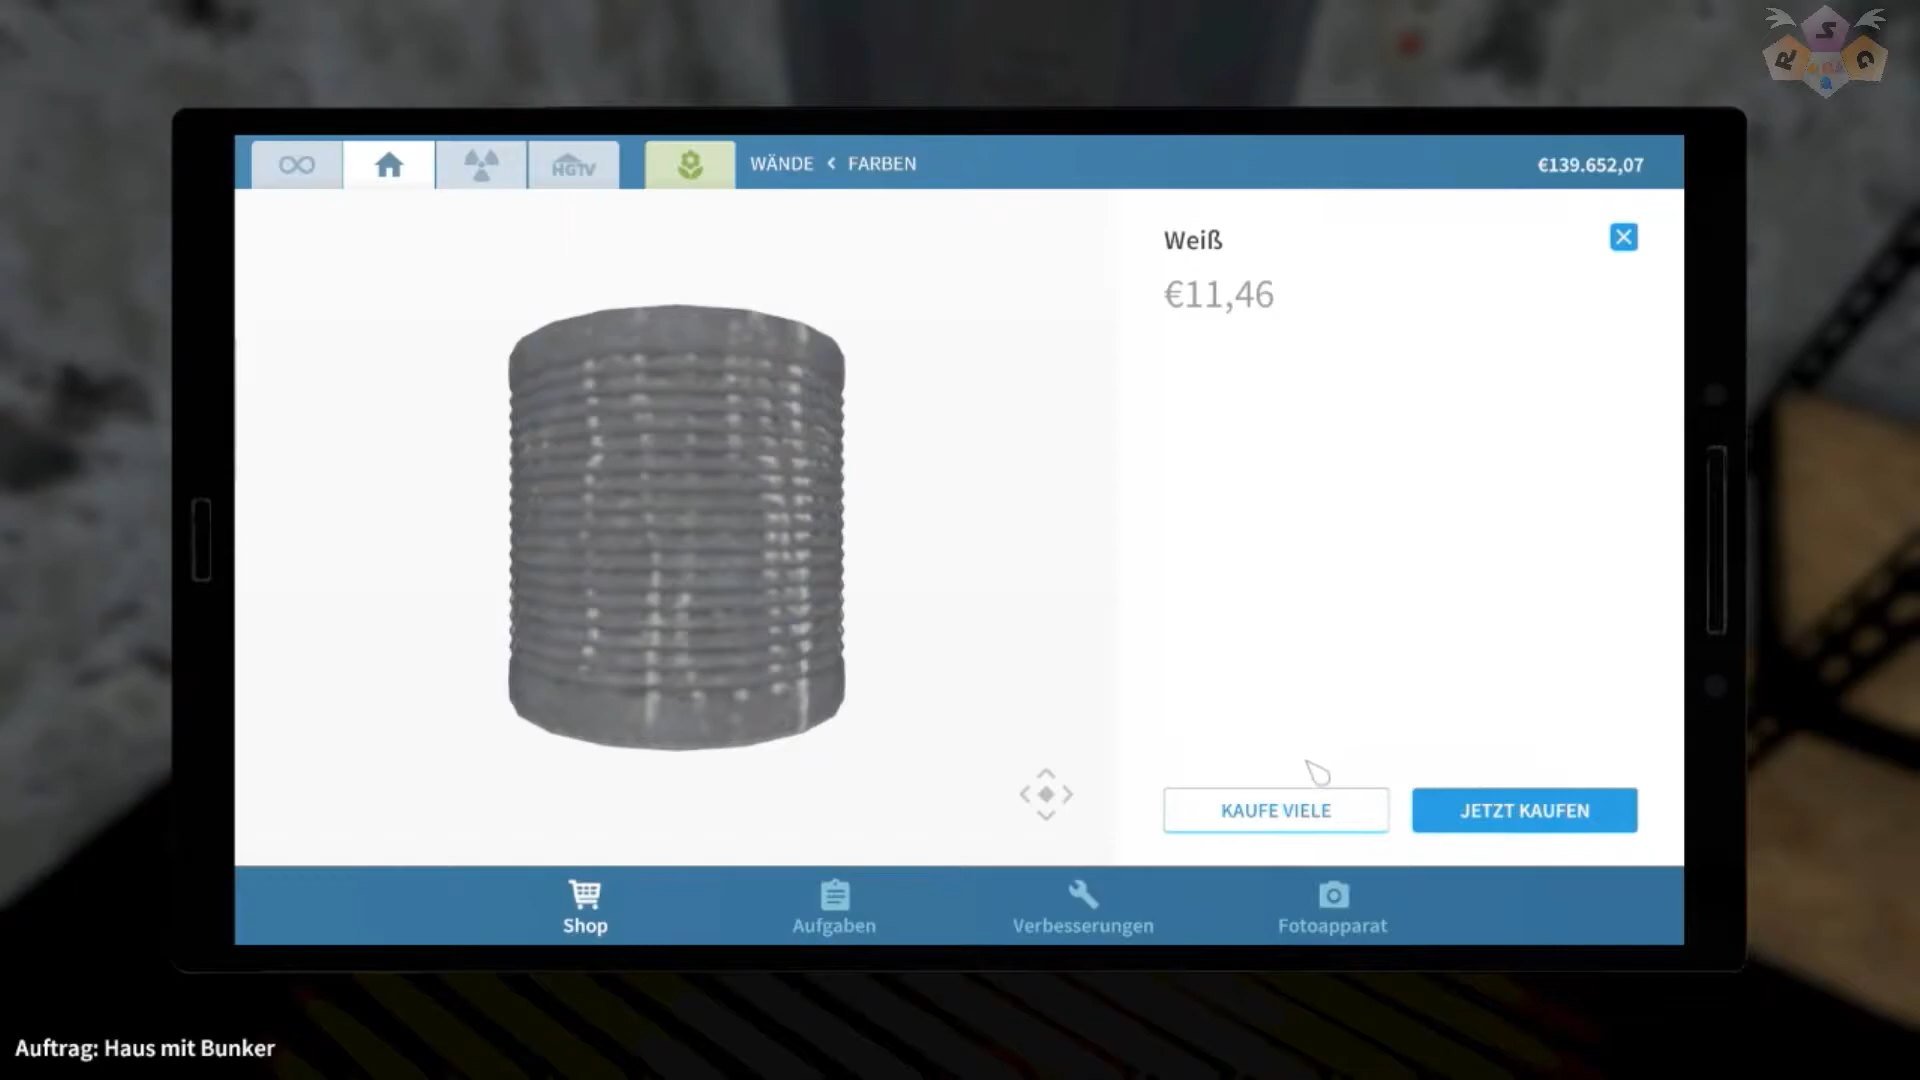 HGTV
WÄNDE < FARBEN
€139.652,07
Weiß
€11,46
KAUFE VIELE
JETZT KAUFEN
Shop
Aufgaben
Verbesserungen
Fotoapparat
Auftrag: Haus mit Bunker